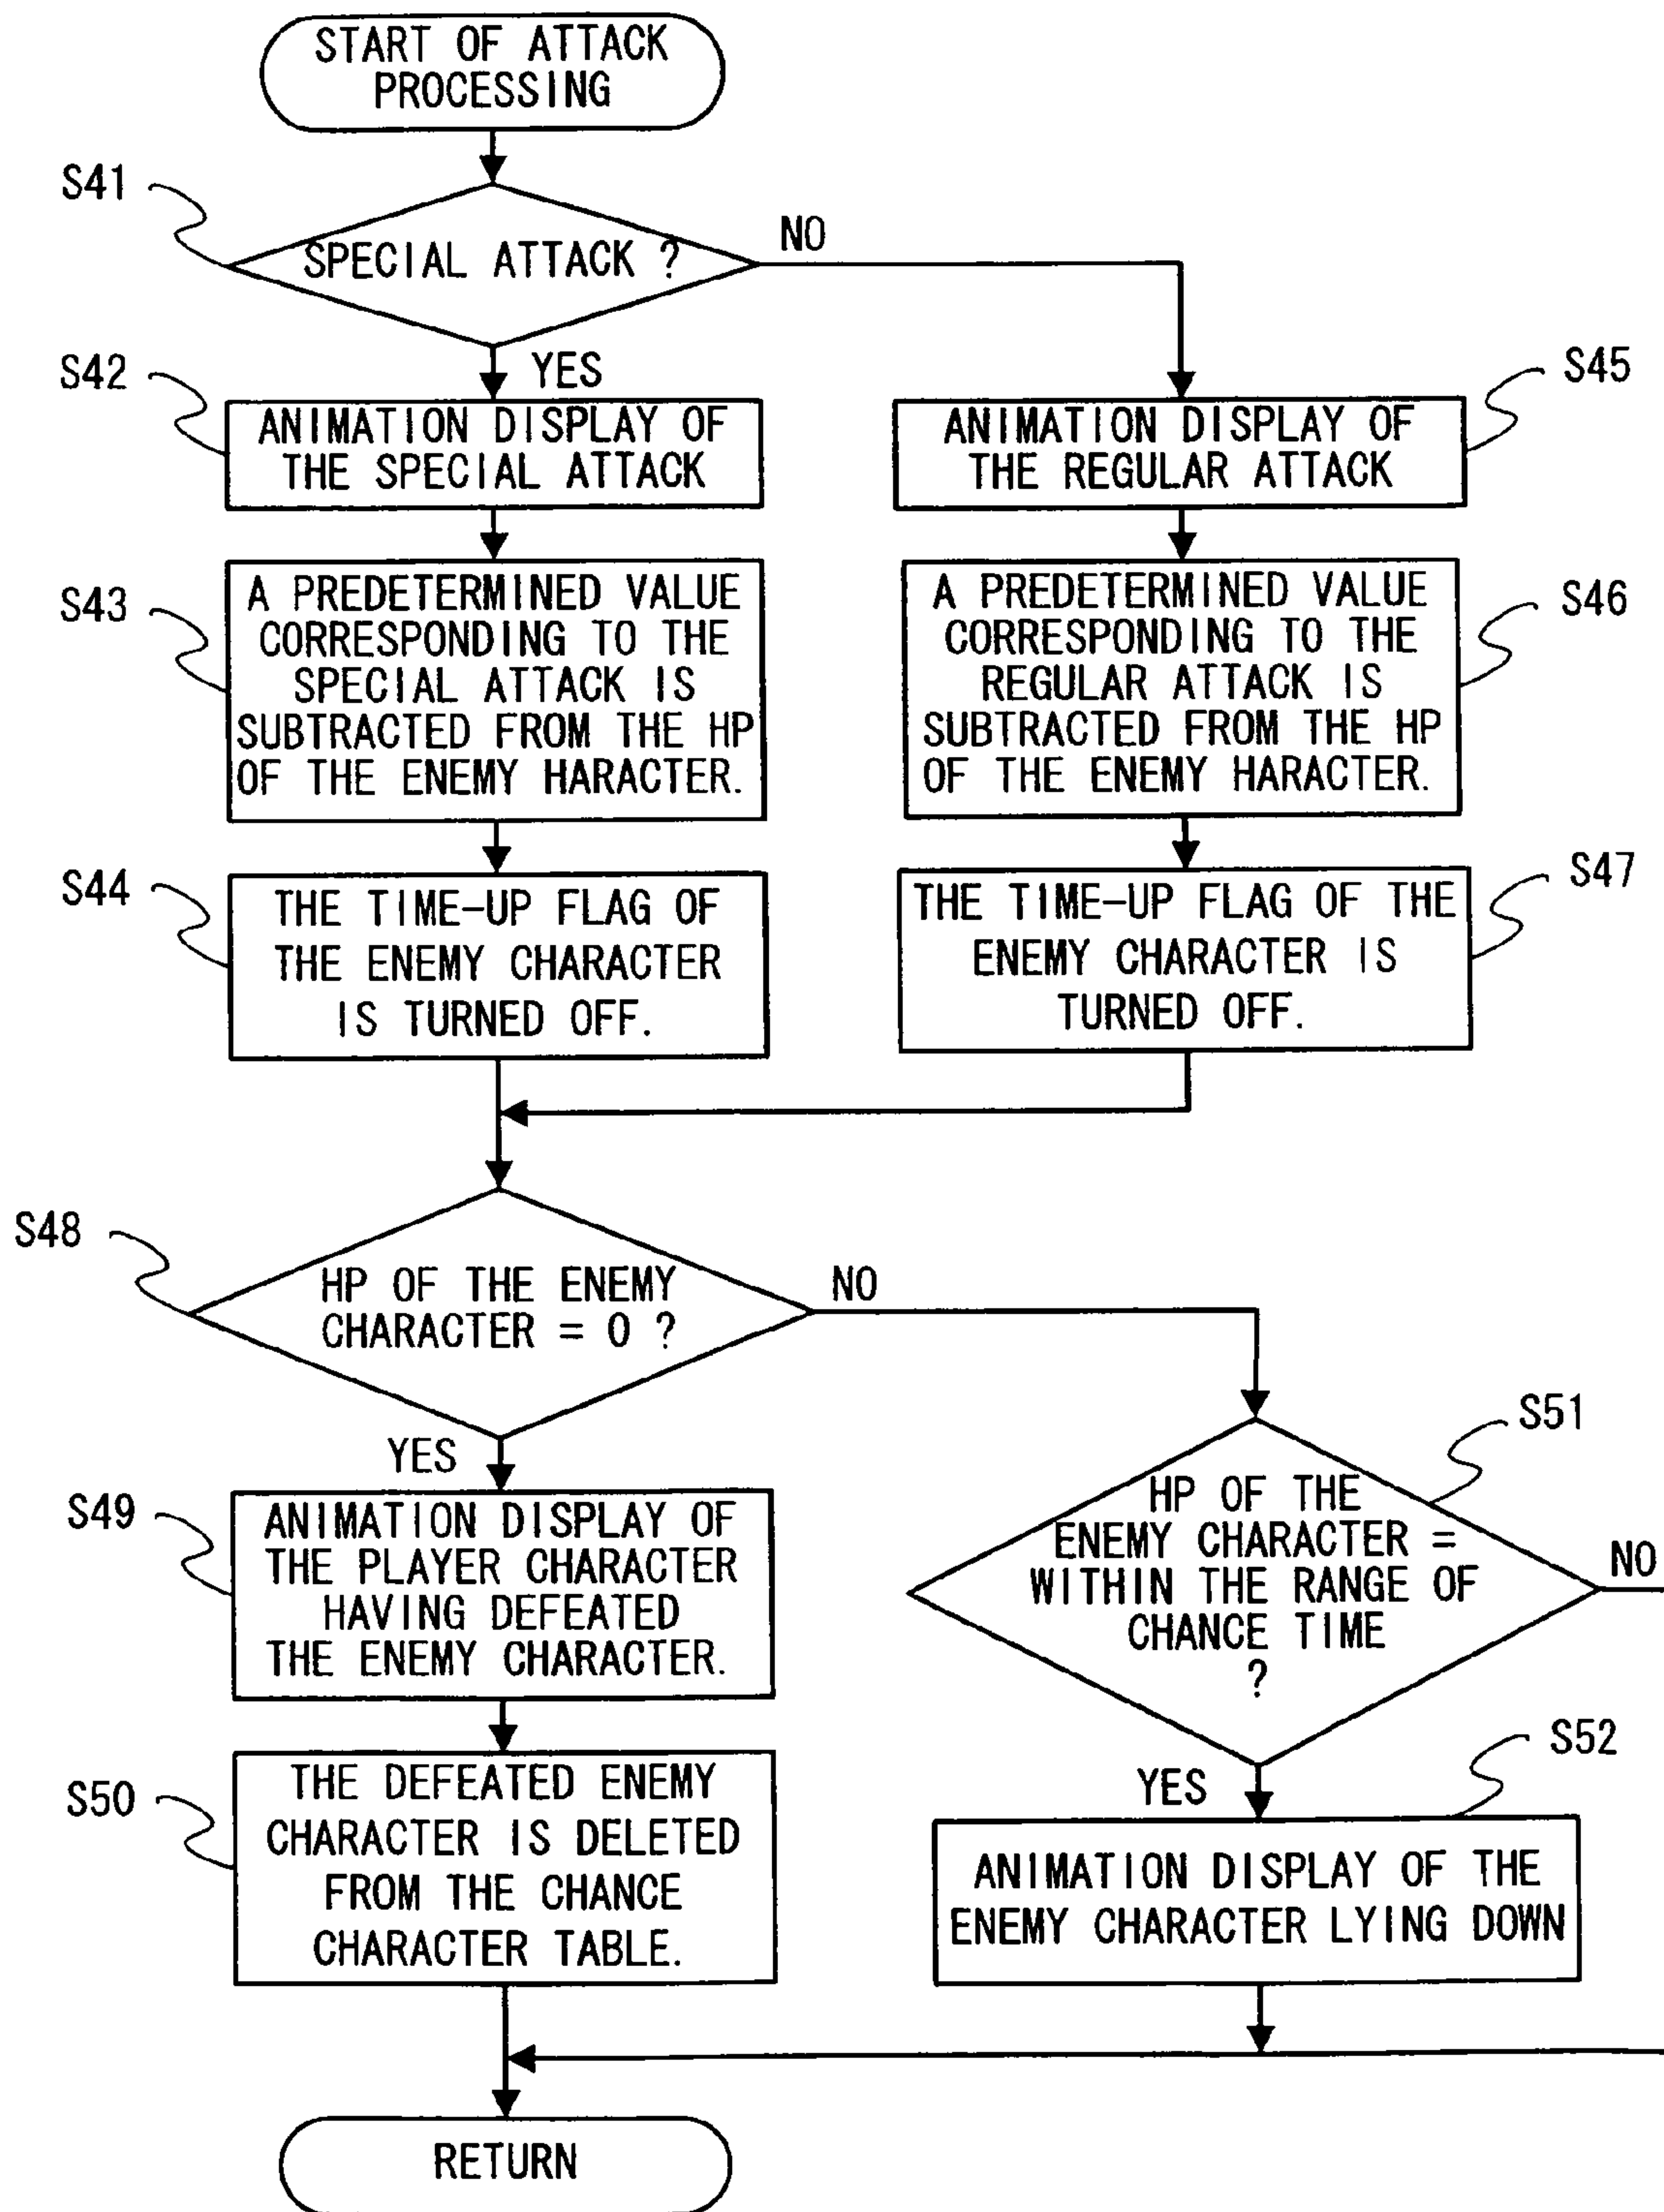 START OF ATTACK
PROCESSING
S41
SPECIAL ATTACK ?
NO
YES
S42
ANIMATION DISPLAY OF
THE SPECIAL ATTACK
S45
ANIMATION DISPLAY OF
THE REGULAR ATTACK
S43
A PREDETERMINED VALUE
CORRESPONDING TO THE
SPECIAL ATTACK IS
SUBTRACTED FROM THE HP
OF THE ENEMY HARACTER.
S46
A PREDETERMINED VALUE
CORRESPONDING TO THE
REGULAR ATTACK IS
SUBTRACTED FROM THE HP
OF THE ENEMY HARACTER.
S44
THE TIME-UP FLAG OF
THE ENEMY CHARACTER
IS TURNED OFF.
S47
THE TIME-UP FLAG OF THE
ENEMY CHARACTER IS
TURNED OFF.
S48
HP OF THE ENEMY
CHARACTER = 0 ?
NO
YES
S49
ANIMATION DISPLAY OF
THE PLAYER CHARACTER
HAVING DEFEATED
THE ENEMY CHARACTER.
S51
HP OF THE
ENEMY CHARACTER =
WITHIN THE RANGE OF
CHANCE TIME
?
NO
YES
S50
THE DEFEATED ENEMY
CHARACTER IS DELETED
FROM THE CHANCE
CHARACTER TABLE.
S52
ANIMATION DISPLAY OF THE
ENEMY CHARACTER LYING DOWN
RETURN